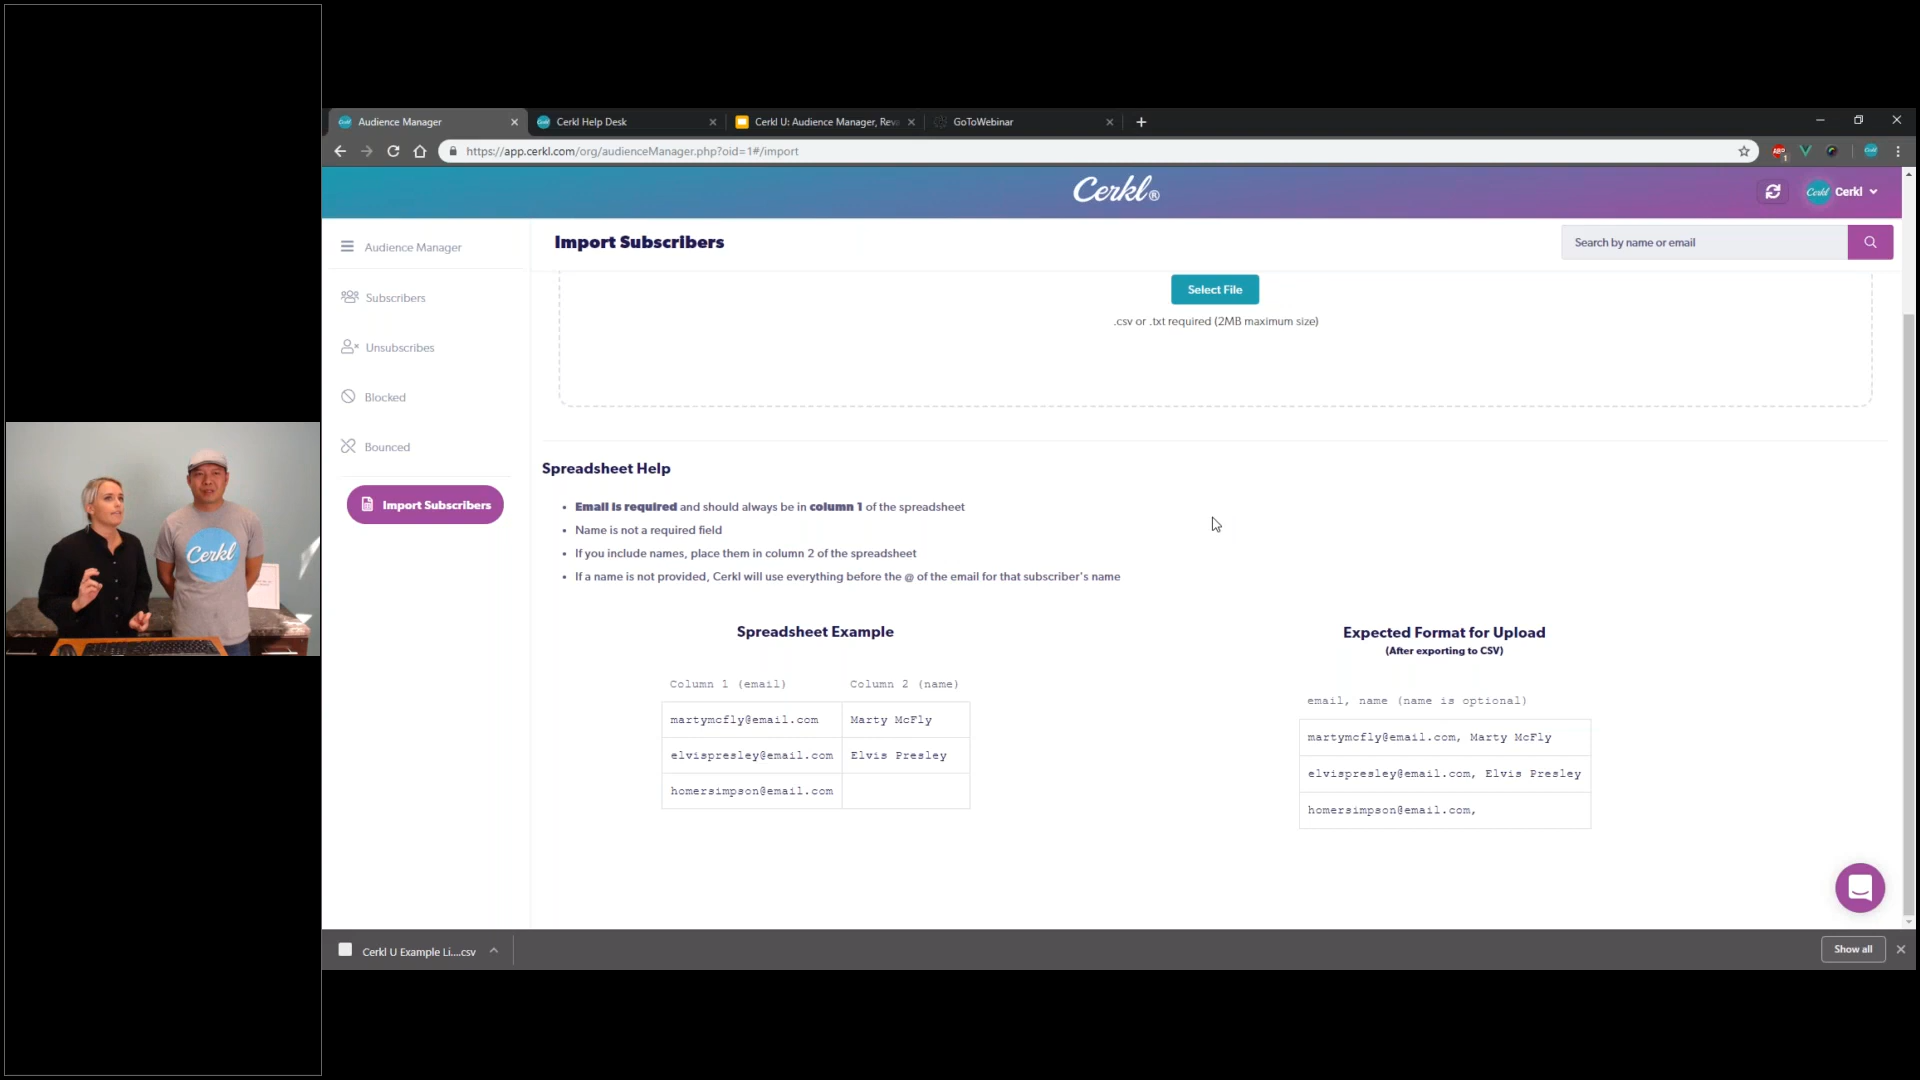 Audience Manager
Cerkl Help Desk
Cerkl U: Audience Manager, Rev
GoToWebinar
https://app.cerkl.com/org/audienceManager.php?oid=1#/import
ABP
1
Cerkl®
Cerkl
Cerkl
Audience Manager
Import Subscribers
Search by name or email
Subscribers
Unsubscribes
Blocked
Bounced
Import Subscribers
Select File
.csv or .txt required (2MB maximum size)
Spreadsheet Help
• Email is required and should always be in column 1 of the spreadsheet
• Name is not a required field
• If you include names, place them in column 2 of the spreadsheet
• If a name is not provided, Cerkl will use everything before the @ of the email for that subscriber's name
Spreadsheet Example
Column 1 (email) Column 2 (name)
martymcfly@email.com Marty McFly
elvispresley@email.com Elvis Presley
homersimpson@email.com
Expected Format for Upload
(After exporting to CSV)
email, name (name is optional)
martymcfly@email.com, Marty McFly
elvispresley@email.com, Elvis Presley
homersimpson@email.com,
Cerkl
Cerkl U Example Li....csv
Show all